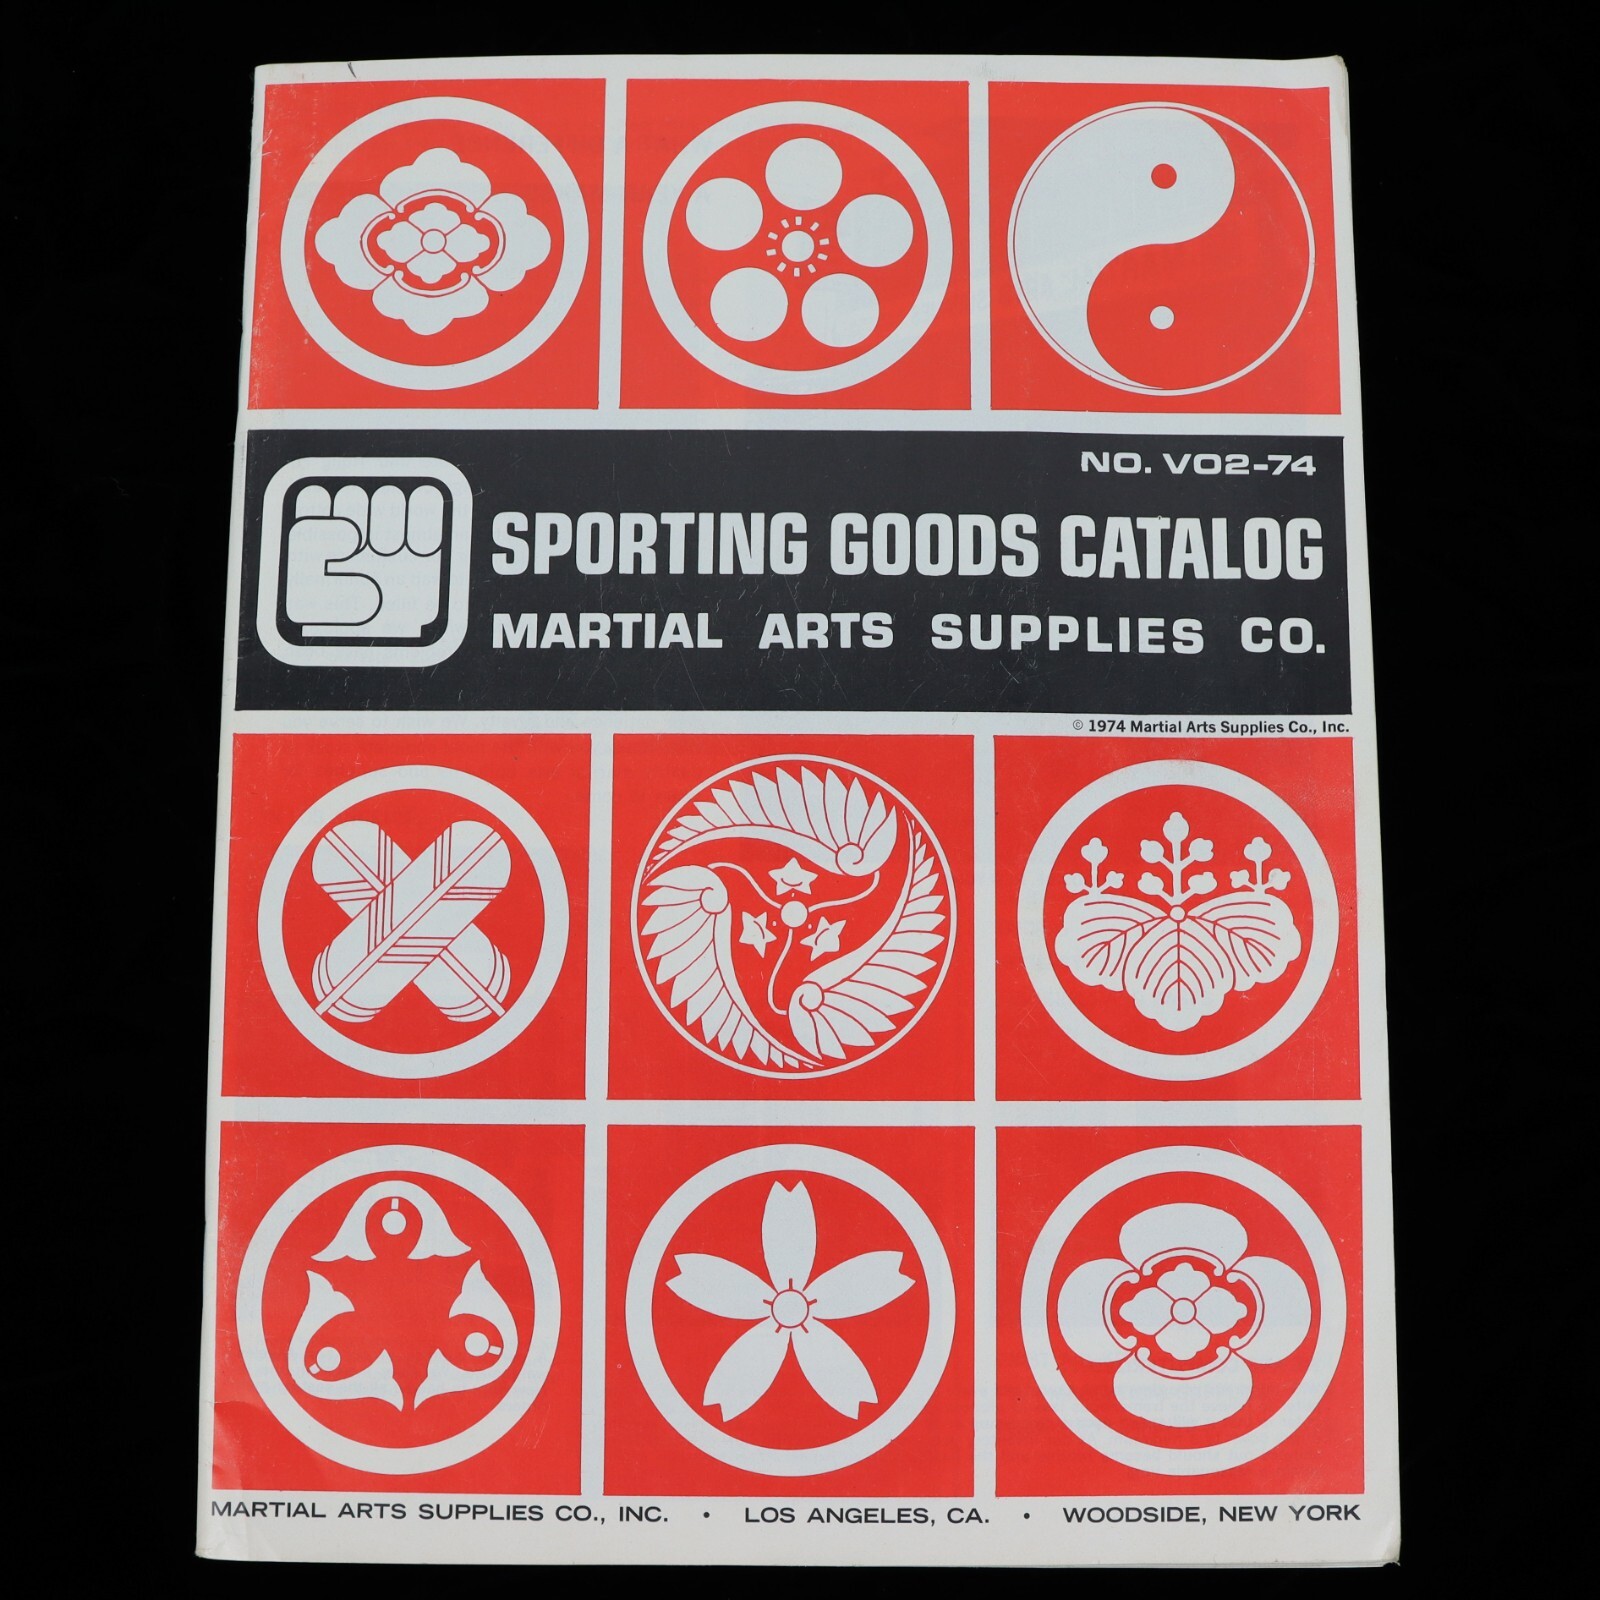 NO. VO2-74
SPORTING GOODS CATALOG
MARTIAL ARTS SUPPLIES CO.
© 1974 Martial Arts Supplies Co., Inc.
MARTIAL ARTS SUPPLIES CO., INC. • LOS ANGELES, CA. • WOODSIDE, NEW YORK